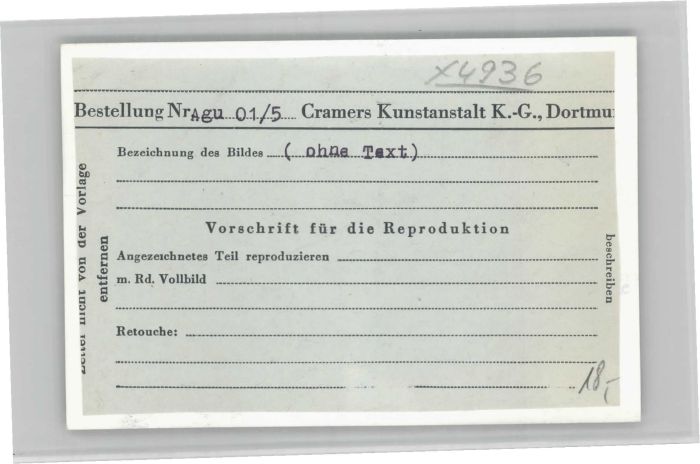 X4936
Bestellung Nr. Agu 01/5 Cramers Kunstanstalt K.-G., Dortmu
Bezeichnung des Bildes ( ohne Text)
Vorschrift für die Reproduktion
Angezeichnetes Teil reproduzieren
m. Rd. Vollbild
Retouche:
18,-
Zettel nicht von der Vorlage
entfernen
beschreiben